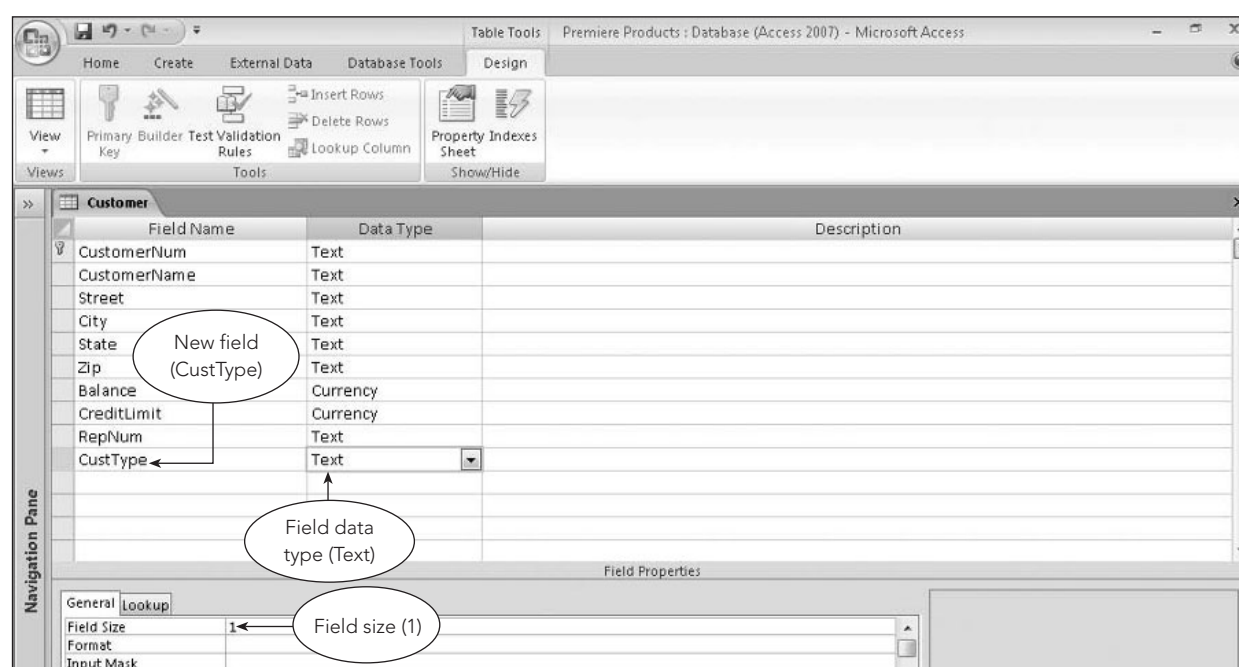 Table Tools Premiere Products : Database (Access 2007) - Microsoft Access
Home Create External Data Database Tools Design
Insert Rows
Delete Rows
Lookup Column
View Primary Key Builder Test Validation Rules Property Sheet Indexes
Views Tools Show/Hide
Customer
Field Name Data Type Description
CustomerNum Text
CustomerName Text
Street Text
City Text
State Text
Zip Text
Balance Currency
CreditLimit Currency
RepNum Text
CustType Text
New field
(CustType)
Field data
type (Text)
Navigation Pane
Field Properties
General Lookup
Field Size 1
Field size (1)
Format
Input Mask